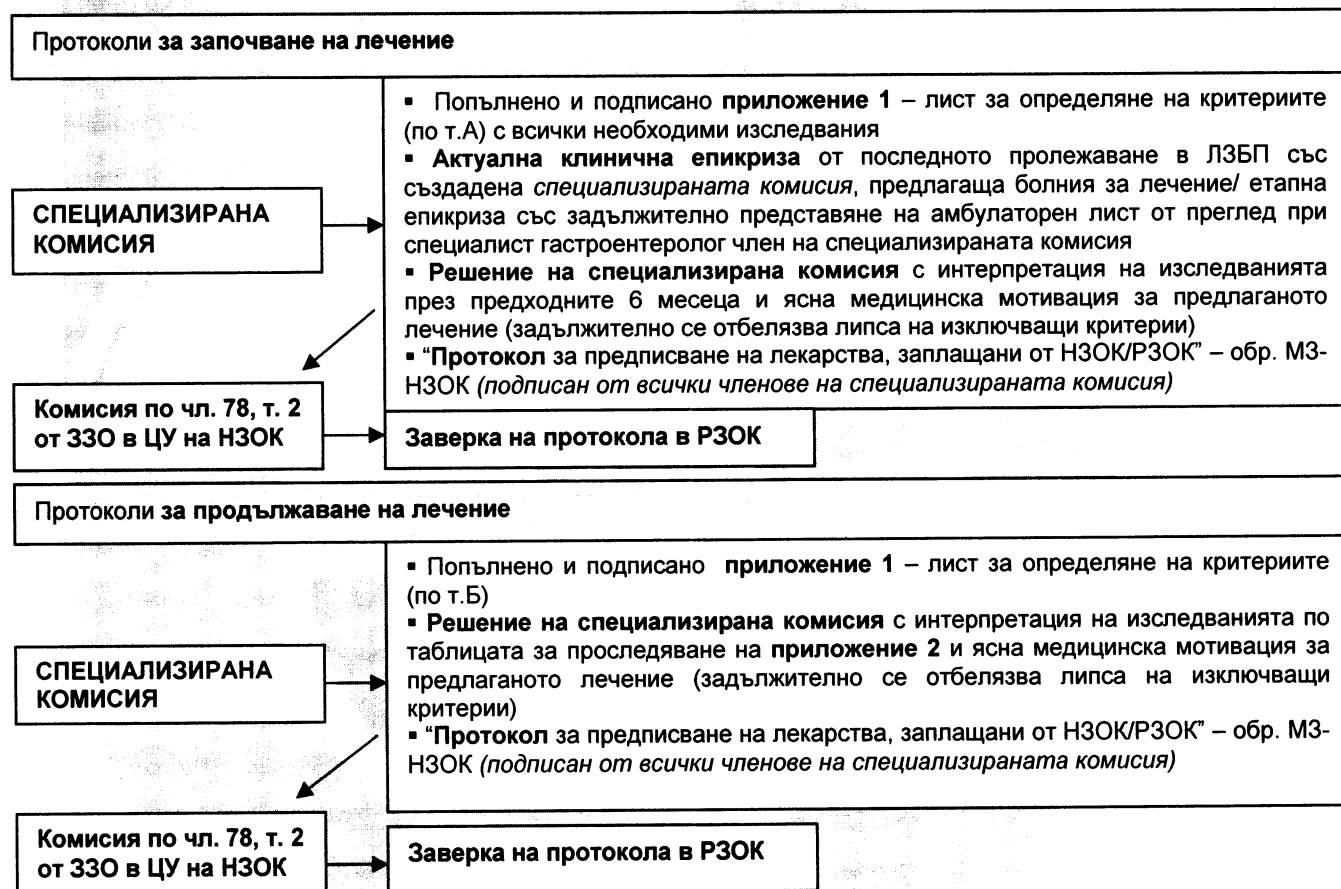 Протоколи за започване на лечение
▪ Попълнено и подписано приложение 1 – лист за определяне на критериите
(по т.А) с всички необходими изследвания
▪ Актуална клинична епикриза от последното пролежаване в ЛЗБП със
създадена специализираната комисия, предлагаща болния за лечение/ етапна
епикриза със задължително представяне на амбулаторен лист от преглед при
специалист гастроентеролог член на специализираната комисия
▪ Решение на специализирана комисия с интерпретация на изследванията
през предходните 6 месеца и ясна медицинска мотивация за предлаганото
лечение (задължително се отбелязва липса на изключващи критерии)
▪ “Протокол за предписване на лекарства, заплащани от НЗОК/РЗОК” – обр. МЗ-
НЗОК (подписан от всички членове на специализираната комисия)
СПЕЦИАЛИЗИРАНА
КОМИСИЯ
Комисия по чл. 78, т. 2
от ЗЗО в ЦУ на НЗОК
Заверка на протокола в РЗОК
Протоколи за продължаване на лечение
▪ Попълнено и подписано приложение 1 – лист за определяне на критериите
(по т.Б)
▪ Решение на специализирана комисия с интерпретация на изследванията по
таблицата за проследяване на приложение 2 и ясна медицинска мотивация за
предлаганото лечение (задължително се отбелязва липса на изключващи
критерии)
▪ “Протокол за предписване на лекарства, заплащани от НЗОК/РЗОК” – обр. МЗ-
НЗОК (подписан от всички членове на специализираната комисия)
СПЕЦИАЛИЗИРАНА
КОМИСИЯ
Комисия по чл. 78, т. 2
от ЗЗО в ЦУ на НЗОК
Заверка на протокола в РЗОК